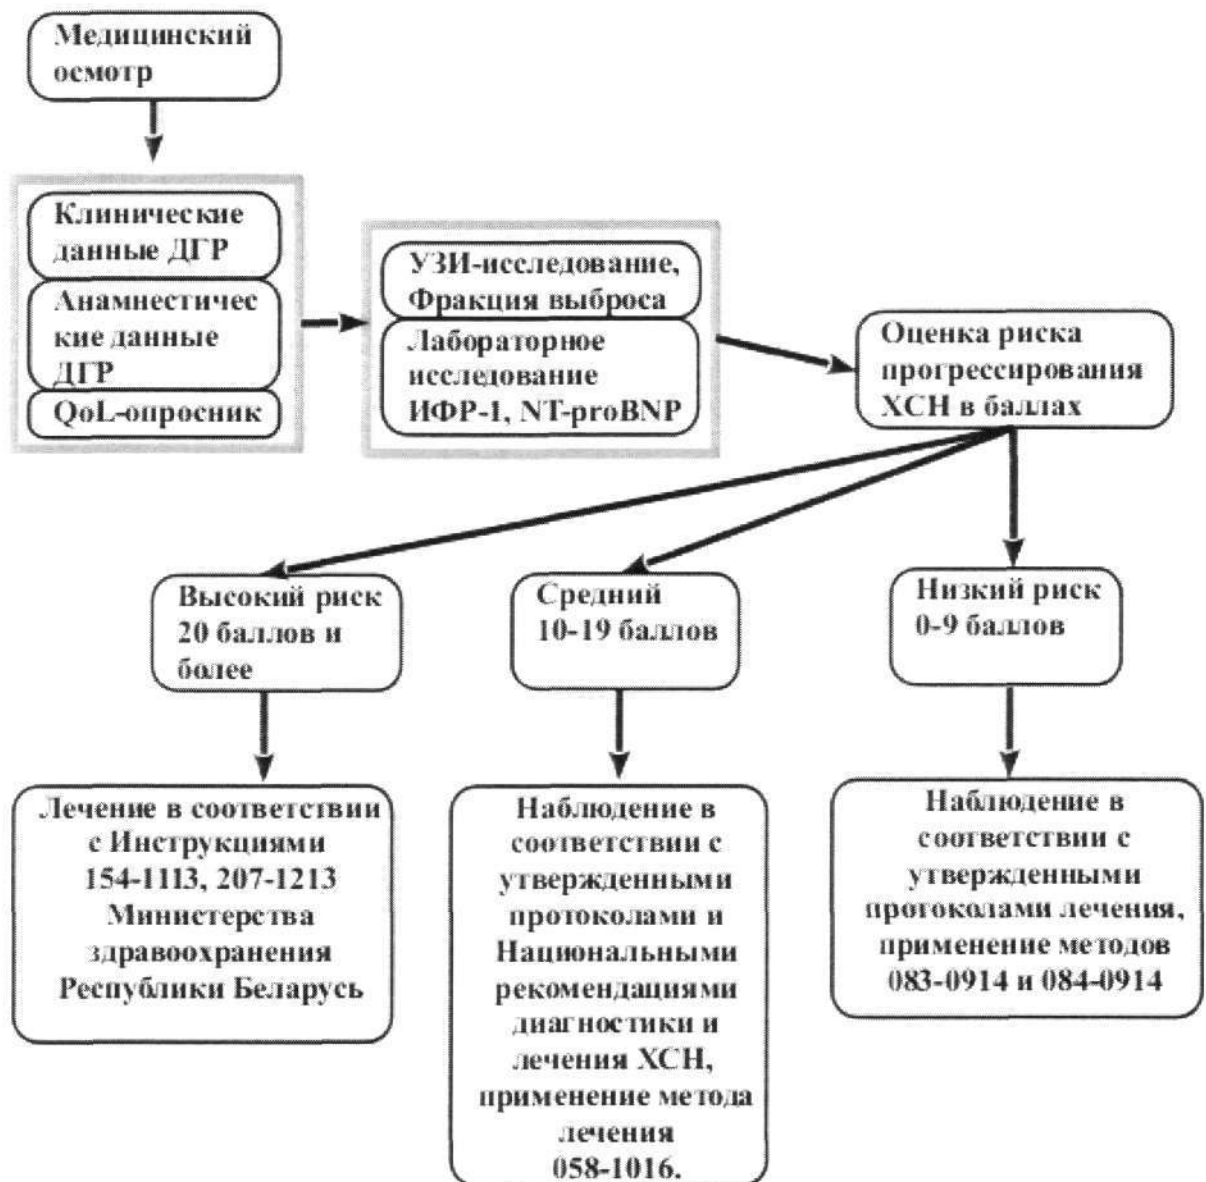 Медицинский
осмотр
Клинические
данные ДГР
Анамнестичес
кие данные
ДГР
QoL-опросник
УЗИ-исследование,
Фракция выброса
Лабораторное
исследование
ИФР-1, NT-proBNP
Оценка риска
прогрессирования
ХСН в баллах
Высокий риск
20 баллов и
более
Средний
10-19 баллов
Низкий риск
0-9 баллов
Лечение в соответствии
с Инструкциями
154-1113, 207-1213
Министерства
здравоохранения
Республики Беларусь
Наблюдение в
соответствии с
утвержденными
протоколами и
Национальными
рекомендациями
диагностики и
лечения ХСН,
применение метода
лечения
058-1016.
Наблюдение в
соответствии с
утвержденными
протоколами лечения,
применение методов
083-0914 и 084-0914